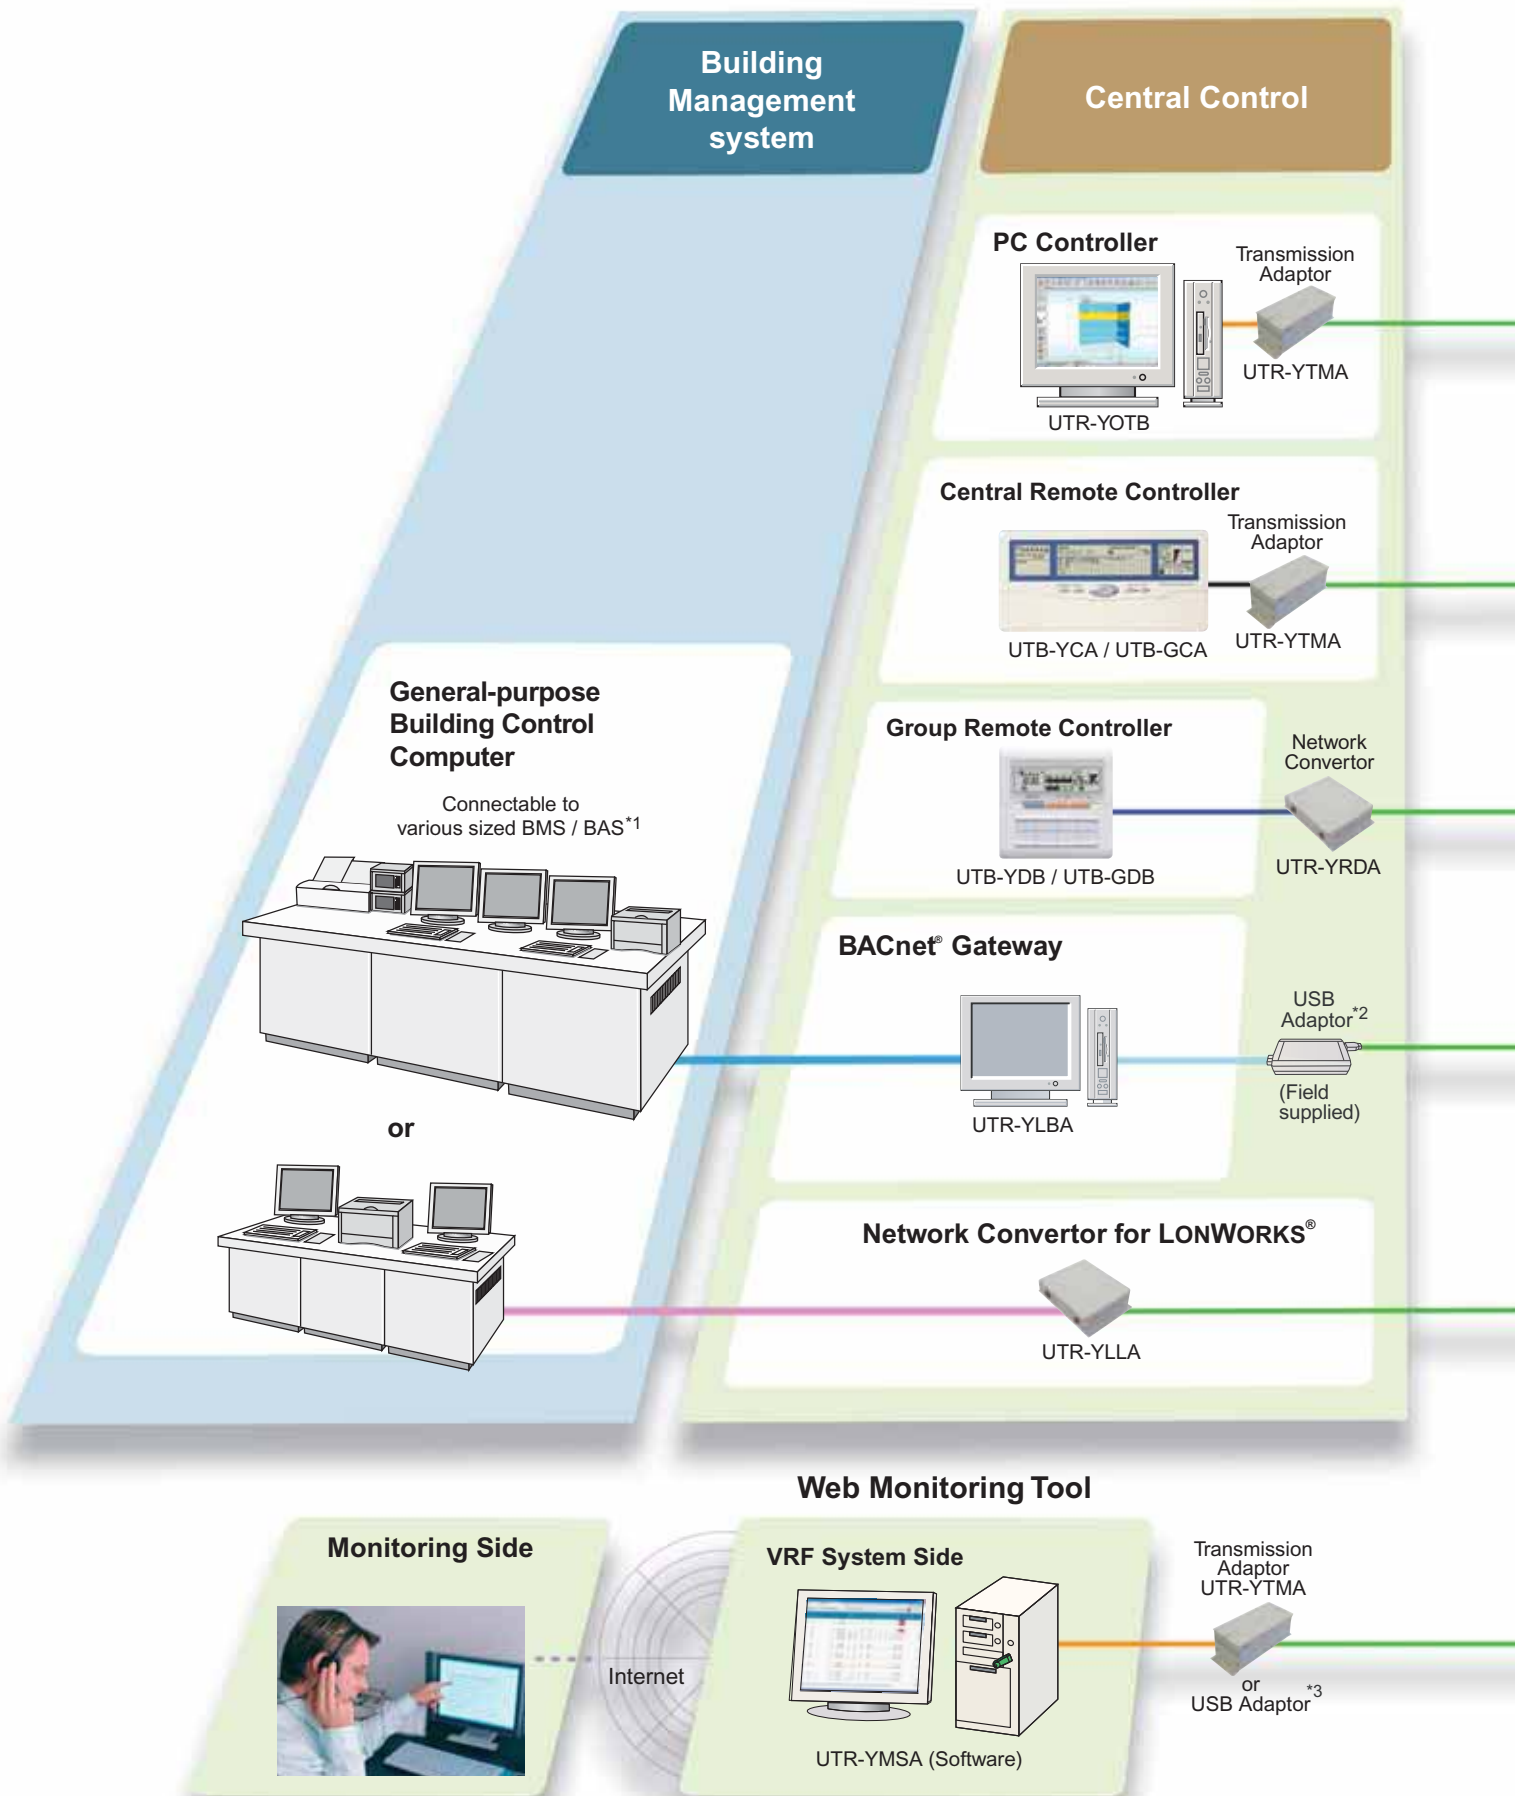 Building
Management
system
Central Control
PC Controller
Transmission
Adaptor
UTR-YTMA
UTR-YOTB
Central Remote Controller
Transmission
Adaptor
UTB-YCA / UTB-GCA
UTR-YTMA
General-purpose
Building Control
Computer
Connectable to
various sized BMS / BAS*1
Group Remote Controller
Network
Convertor
UTB-YDB / UTB-GDB
UTR-YRDA
BACnet® Gateway
USB
Adaptor*2
(Field
supplied)
UTR-YLBA
or
Network Convertor for LONWORKS®
UTR-YLLA
Web Monitoring Tool
Monitoring Side
Internet
VRF System Side
UTR-YMSA (Software)
Transmission
Adaptor
UTR-YTMA
or
USB Adaptor*3